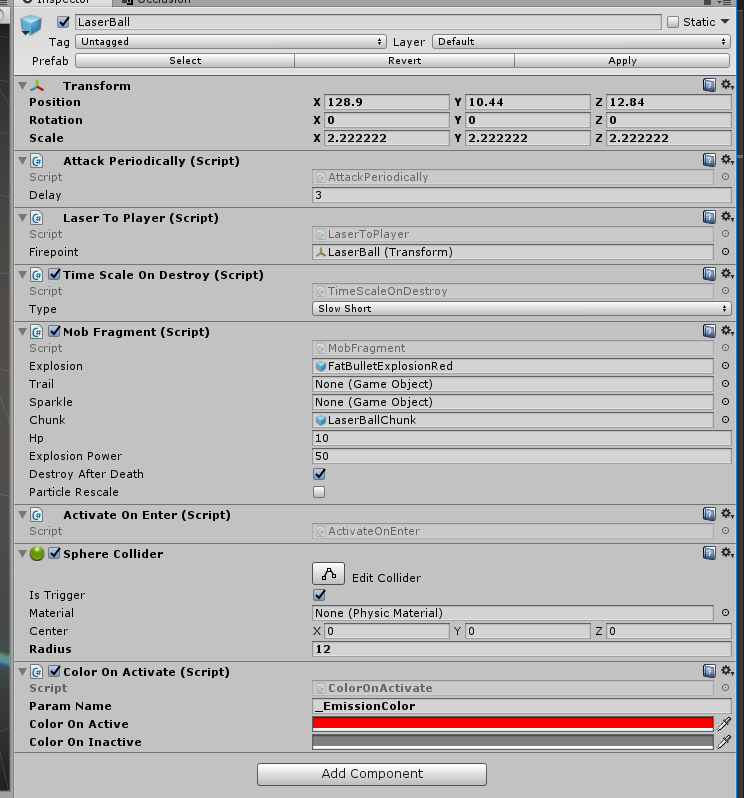 Inspector Occlusion
LaserBall Static
Tag Untagged Layer Default
Prefab Select Revert Apply
Transform
Position X 128.9 Y 10.44 Z 12.84
Rotation X 0 Y 0 Z 0
Scale X 2.222222 Y 2.222222 Z 2.222222
Attack Periodically (Script)
Script AttackPeriodically
Delay 3
Laser To Player (Script)
Script LaserToPlayer
Firepoint LaserBall (Transform)
Time Scale On Destroy (Script)
Script TimeScaleOnDestroy
Type Slow Short
Mob Fragment (Script)
Script MobFragment
Explosion FatBulletExplosionRed
Trail None (Game Object)
Sparkle None (Game Object)
Chunk LaserBallChunk
Hp 10
Explosion Power 50
Destroy After Death
Particle Rescale
Activate On Enter (Script)
Script ActivateOnEnter
Sphere Collider
Edit Collider
Is Trigger
Material None (Physic Material)
Center X 0 Y 0 Z 0
Radius 12
Color On Activate (Script)
Script ColorOnActivate
Param Name _EmissionColor
Color On Active
Color On Inactive
Add Component